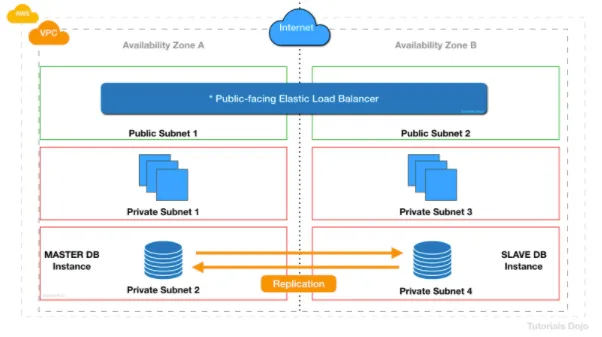 AWS
VPC
Availability Zone A
Internet
Availability Zone B
* Public-facing Elastic Load Balancer
Public Subnet 1
Public Subnet 2
Private Subnet 1
Private Subnet 3
MASTER DB
Instance
SLAVE DB
Instance
Private Subnet 2
Replication
Private Subnet 4
Tutorials Dojo